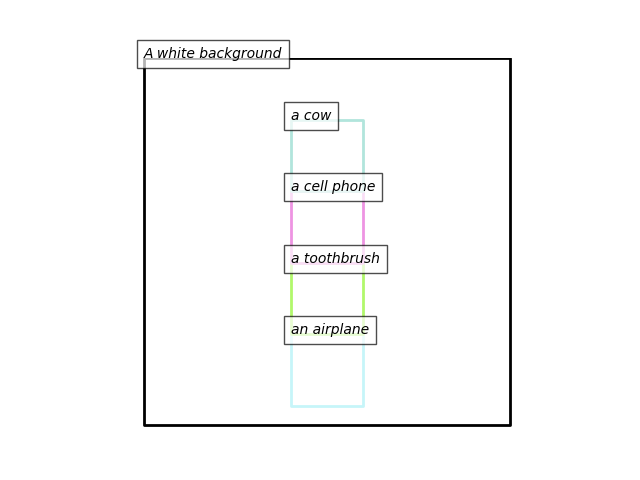 A white background
a cow
a cell phone
a toothbrush
an airplane